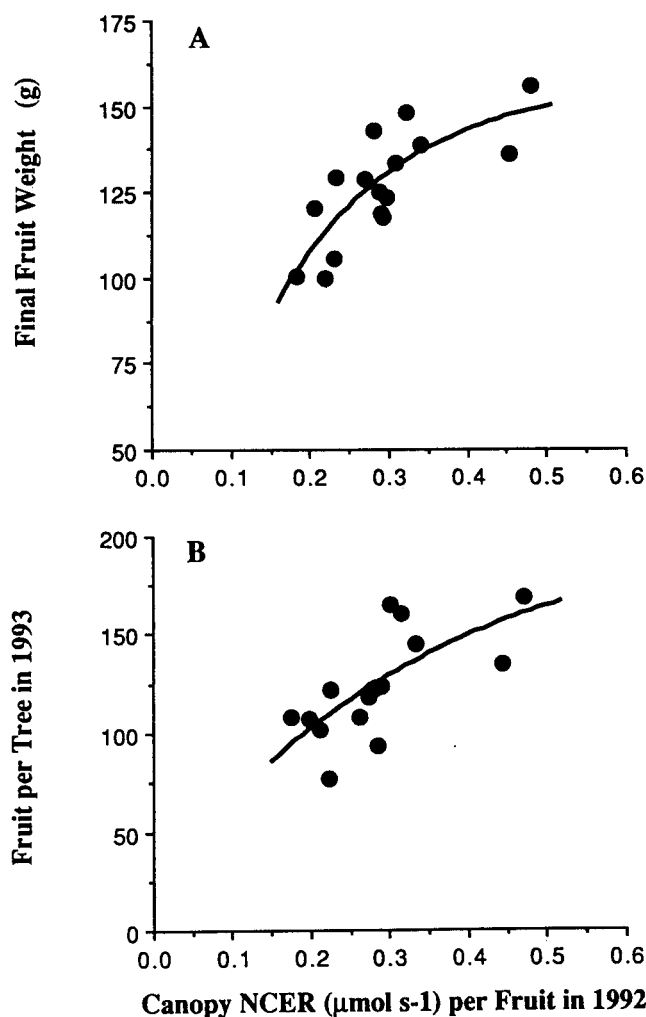 A
Final Fruit Weight (g)
175
150
125
100
75
50
0.0 0.1 0.2 0.3 0.4 0.5 0.6
B
Fruit per Tree in 1993
200
150
100
50
0
0.0 0.1 0.2 0.3 0.4 0.5 0.6
Canopy NCER (μmol s-1) per Fruit in 1992